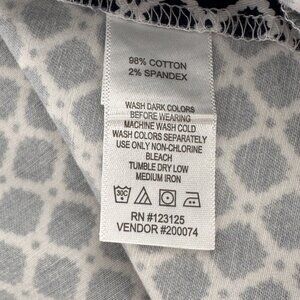 98% COTTON
2% SPANDEX
WASH DARK COLORS
BEFORE WEARING
MACHINE WASH COLD
WASH COLORS SEPARATELY
USE ONLY NON-CHLORINE
BLEACH
TUMBLE DRY LOW
MEDIUM IRON
30C
RN #123125
VENDOR #200074